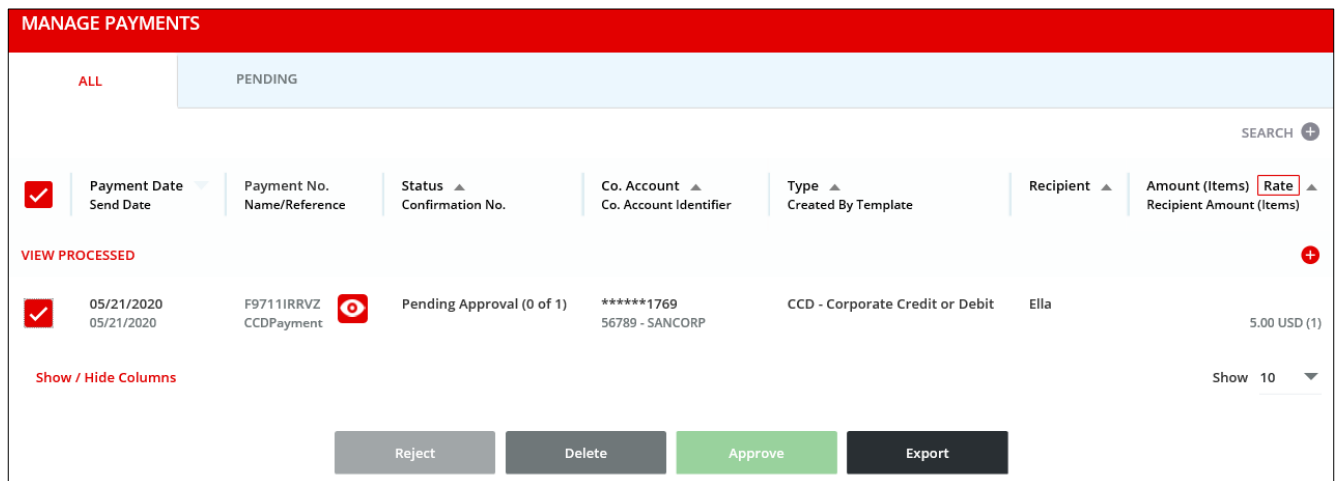 MANAGE PAYMENTS
ALL PENDING
SEARCH
Payment Date Payment No. Status Co. Account Type Recipient Amount (Items) Rate
Send Date Name/Reference Confirmation No. Co. Account Identifier Created By Template Recipient Amount (Items)
VIEW PROCESSED
05/21/2020 F9711IRRVZ Pending Approval (0 of 1) ******1769 CCD - Corporate Credit or Debit Ella
05/21/2020 CCDPayment 56789 - SANCORP 5.00 USD (1)
Show / Hide Columns Show 10
Reject Delete Approve Export